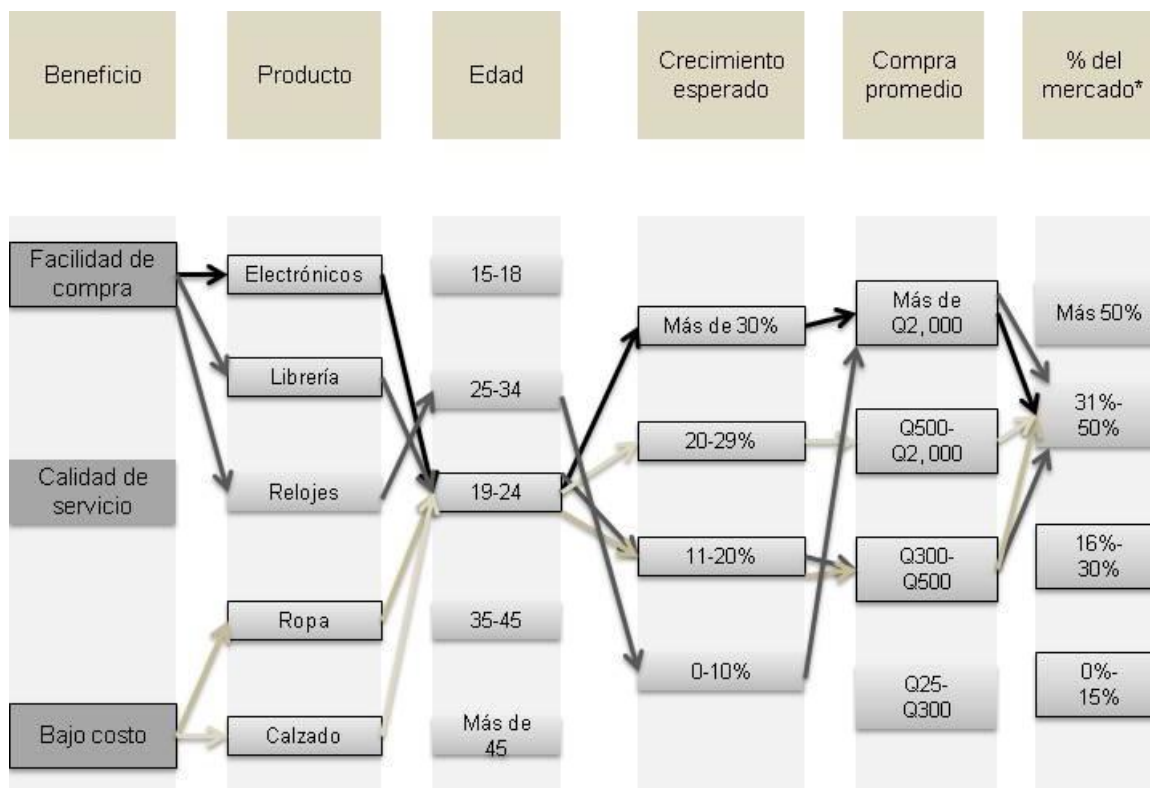 Beneficio
Producto
Edad
Crecimiento
esperado
Compra
promedio
% del
mercado*
Facilidad de
compra
Calidad de
servicio
Bajo costo
Electrónicos
Librería
Relojes
Ropa
Calzado
15-18
25-34
19-24
35-45
Más de
45
Más de 30%
20-29%
11-20%
0-10%
Más de
Q2, 000
Q500-
Q2, 000
Q300-
Q500
Q25-
Q300
Más 50%
31%-
50%
16%-
30%
0%-
15%